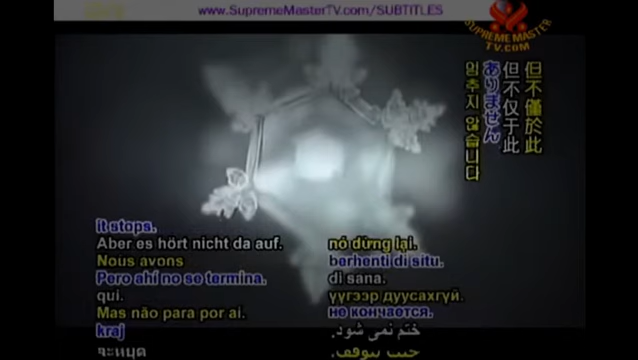 www.SupremeMasterTV.com/SUBTITLES
SUPREME MASTER
TV.COM
但不僅於此
但不仅于此
ありません
멈추지 않습니다
it stops.
Aber es hört nicht da auf.
Nous avons
Pero ahí no se termina.
qui.
Mas não para por aí.
kraj
nó dừng lại.
berhenti di situ.
di sana.
үүгээр дуусахгүй.
не кончается.
ختم نمی شود.